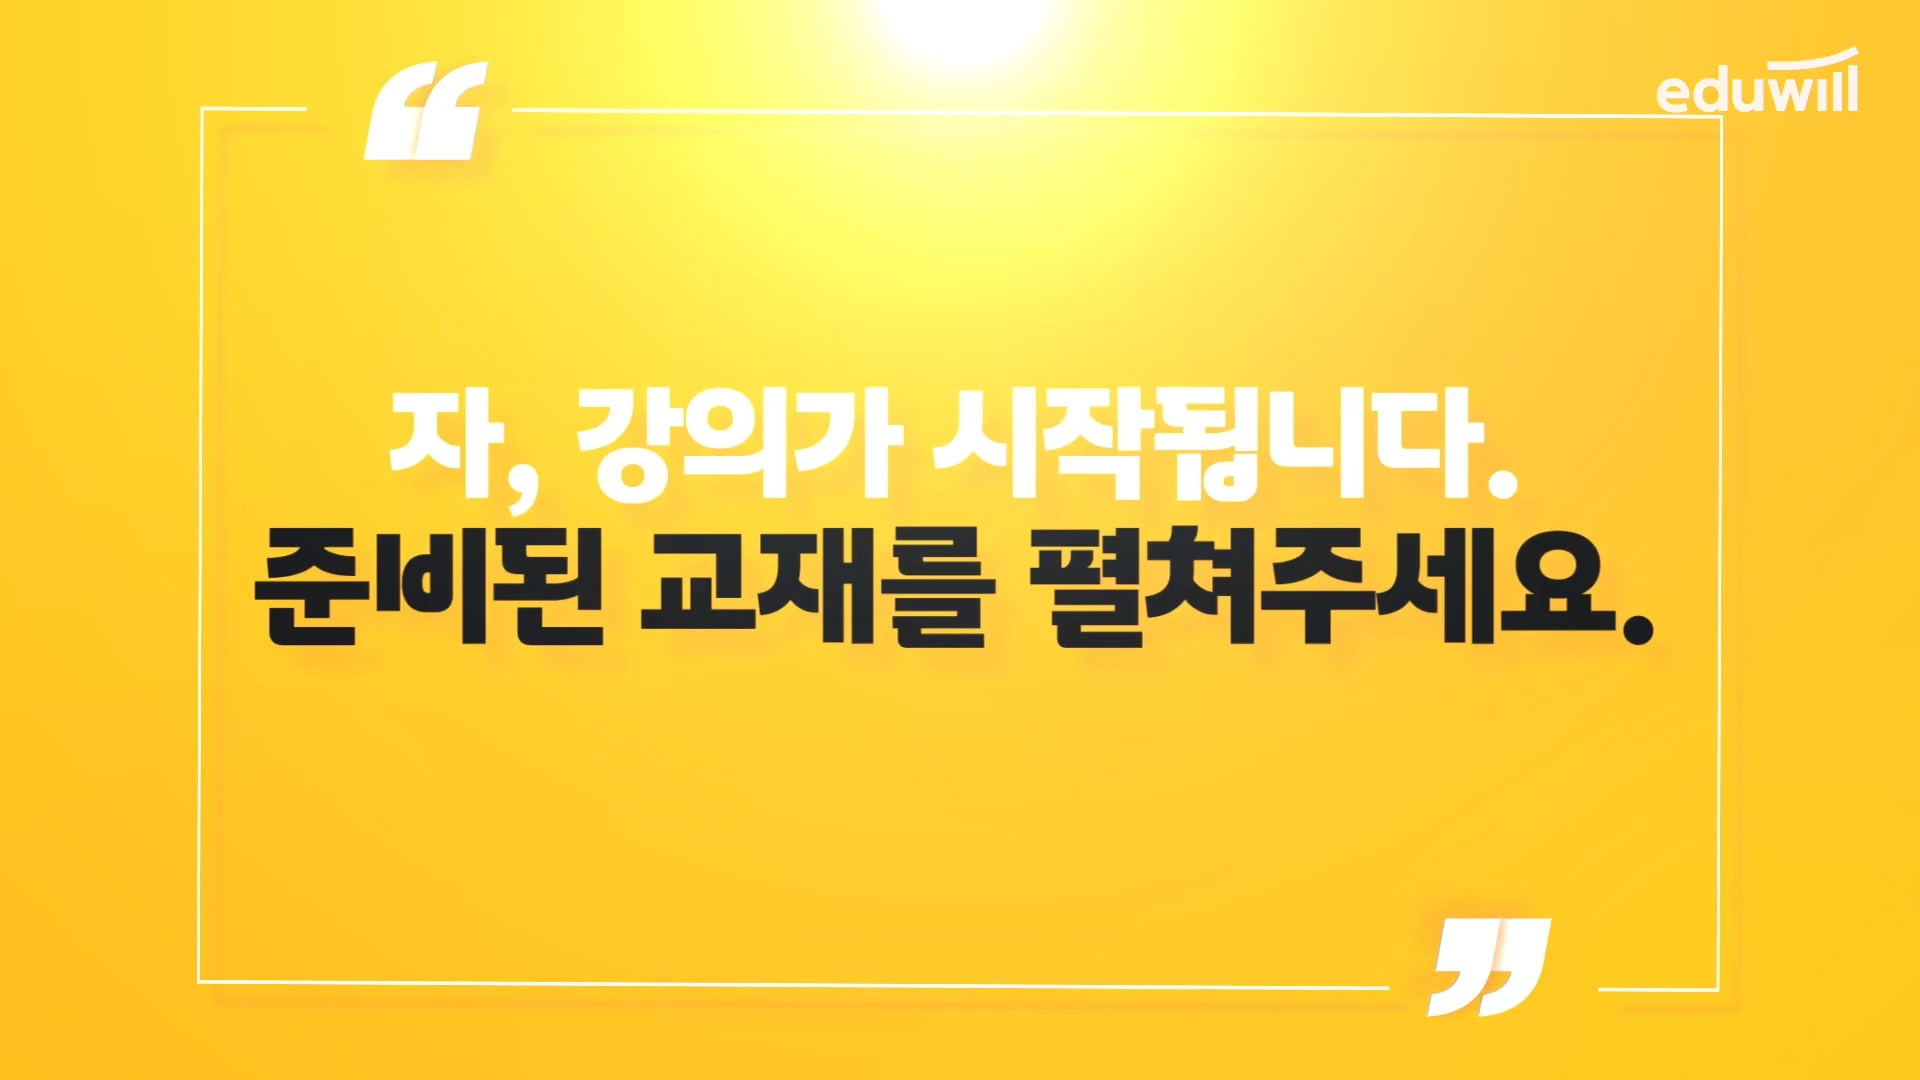 eduwill
“
자, 강의가 시작됩니다.
준비된 교재를 펼쳐주세요.
”